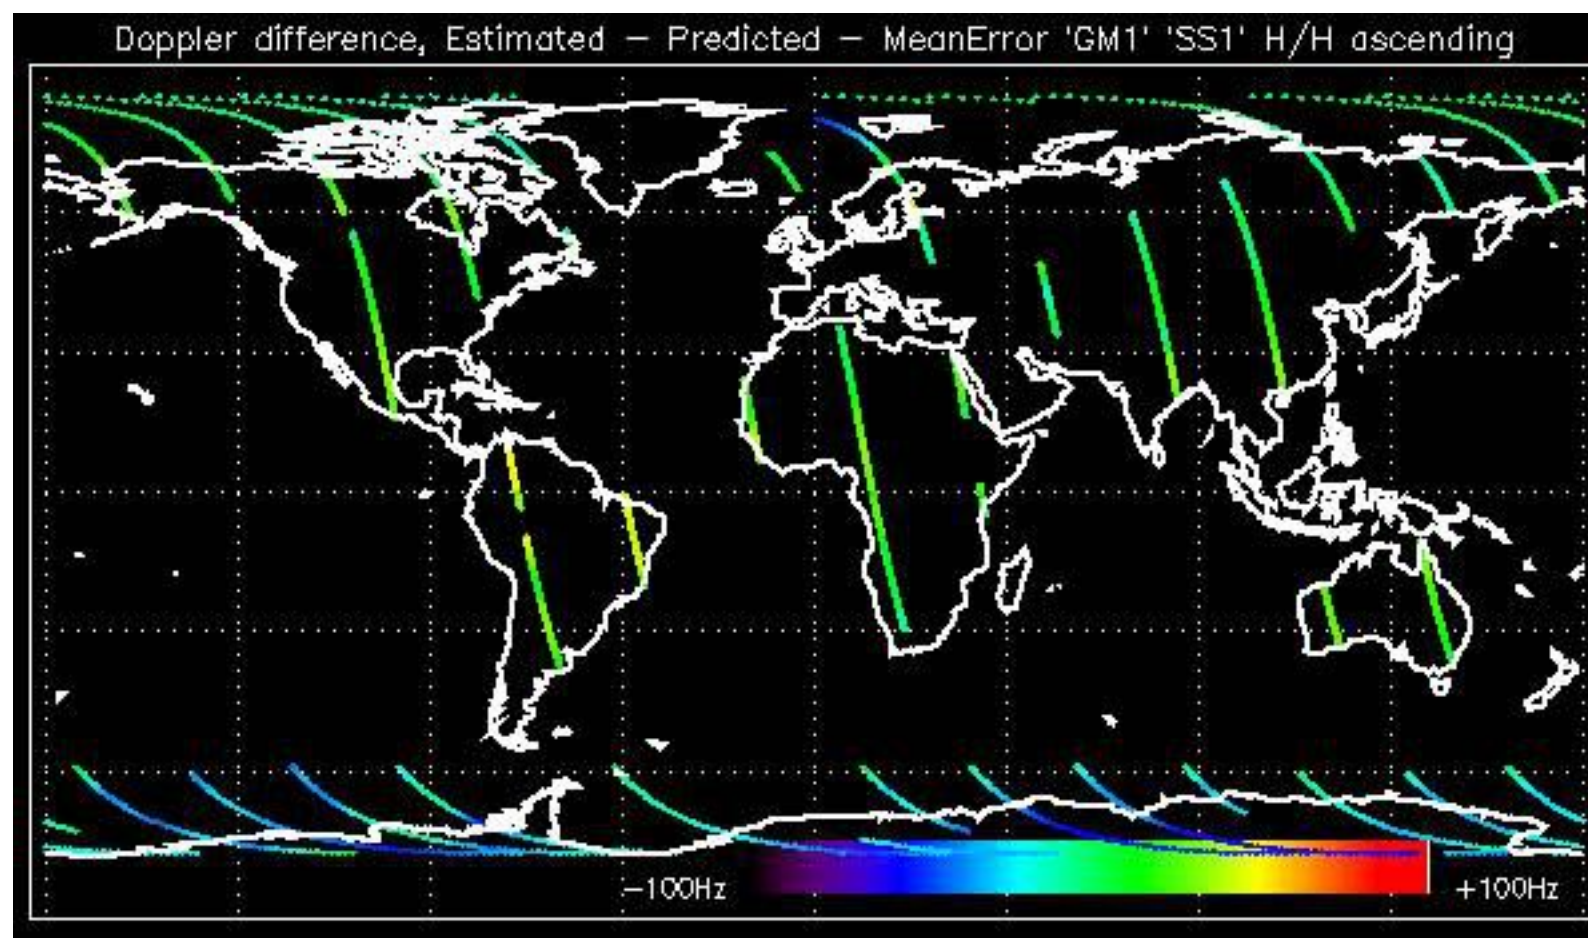 Doppler difference, Estimated — Predicted — MeanError 'GM1' 'SS1' H/H ascending
−100Hz
+100Hz